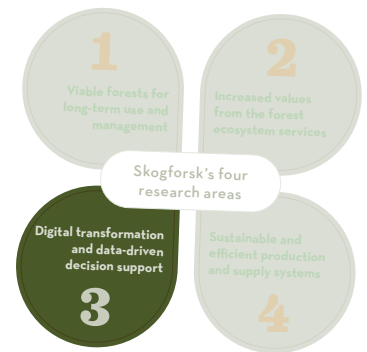 1
Viable forests for
long-term use and
management
2
Increased values
from the forest
ecosystem services
Skogforsk's four
research areas
Digital transformation
and data-driven
decision support
3
Sustainable and
efficient production
and supply systems
4